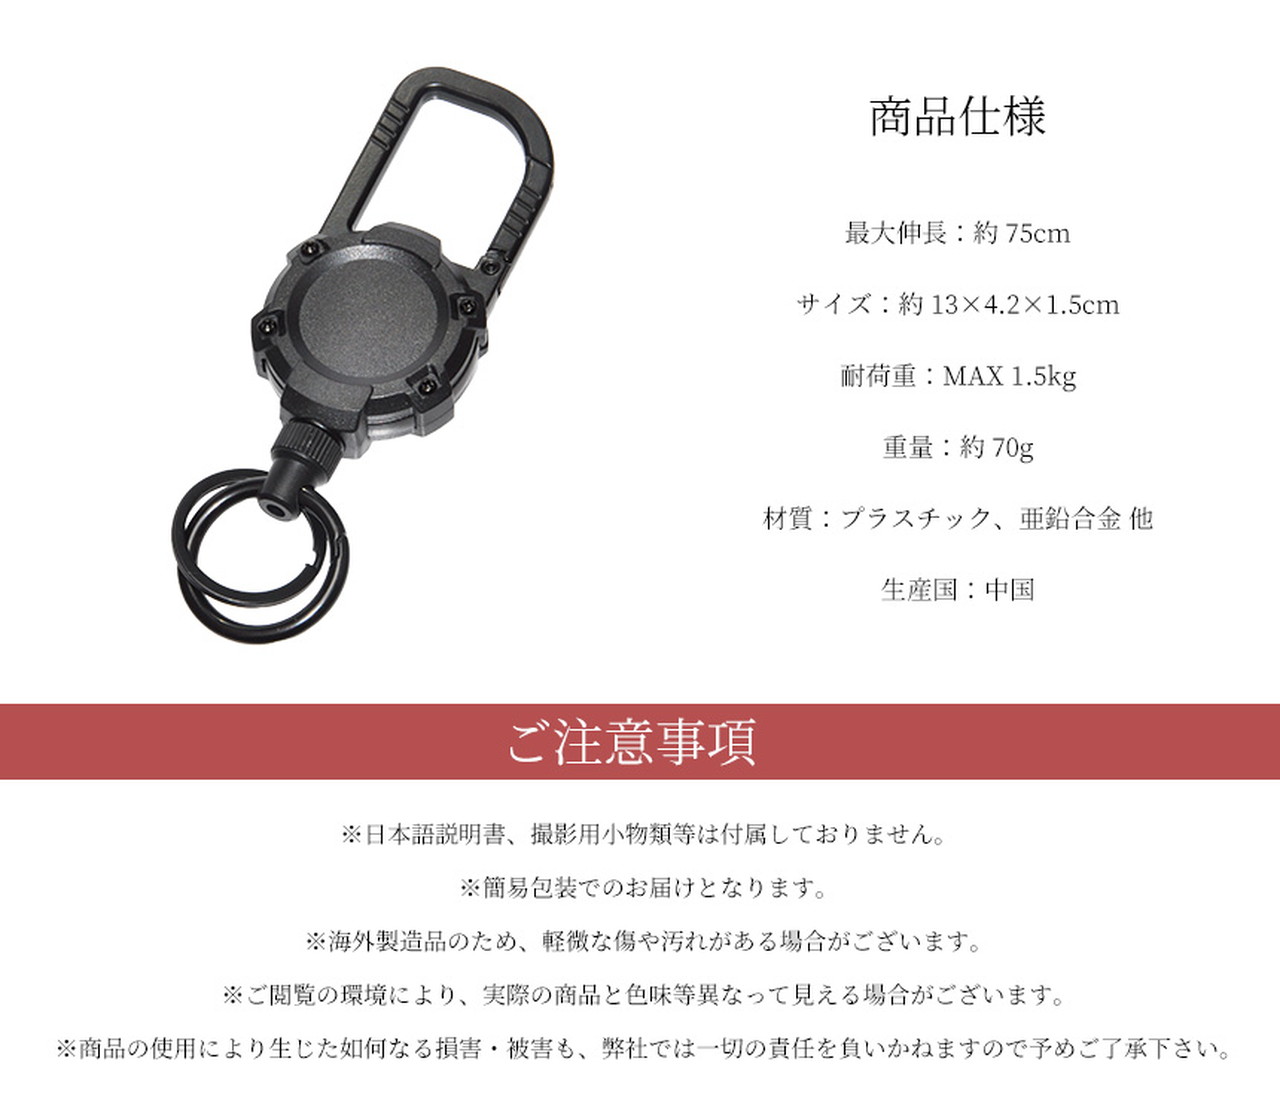 商品仕様
最大伸長：約 75cm
サイズ：約 13×4.2×1.5cm
耐荷重：MAX 1.5kg
重量：約 70g
材質：プラスチック、亜鉛合金 他
生産国：中国
ご注意事項
※日本語説明書、撮影用小物類等は付属しておりません。
※簡易包装でのお届けとなります。
※海外製造品のため、軽微な傷や汚れがある場合がございます。
※ご閲覧の環境により、実際の商品と色味等異なって見える場合がございます。
※商品の使用により生じた如何なる損害・被害も、弊社では一切の責任を負いかねますので予めご了承下さい。